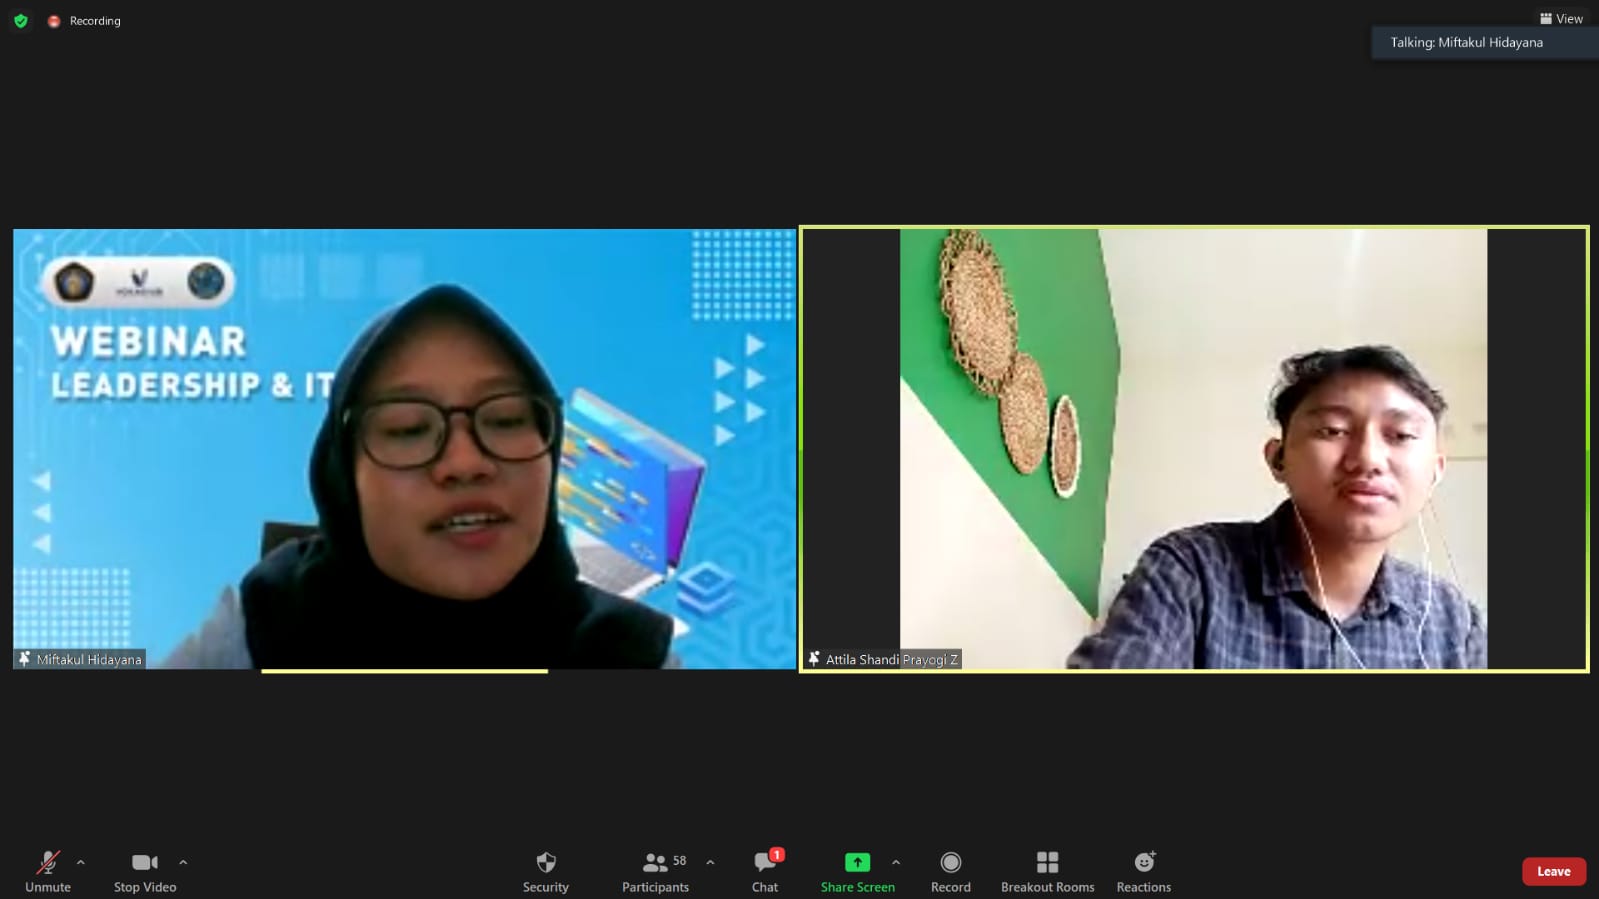 Recording
View
Talking: Miftakul Hidayana
WEBINAR
LEADERSHIP & IT
Miftakul Hidayana
Attila Shandi Prayogi Z
Unmute
Stop Video
Security
58
Participants
1
Chat
Share Screen
Record
Breakout Rooms
Reactions
Leave